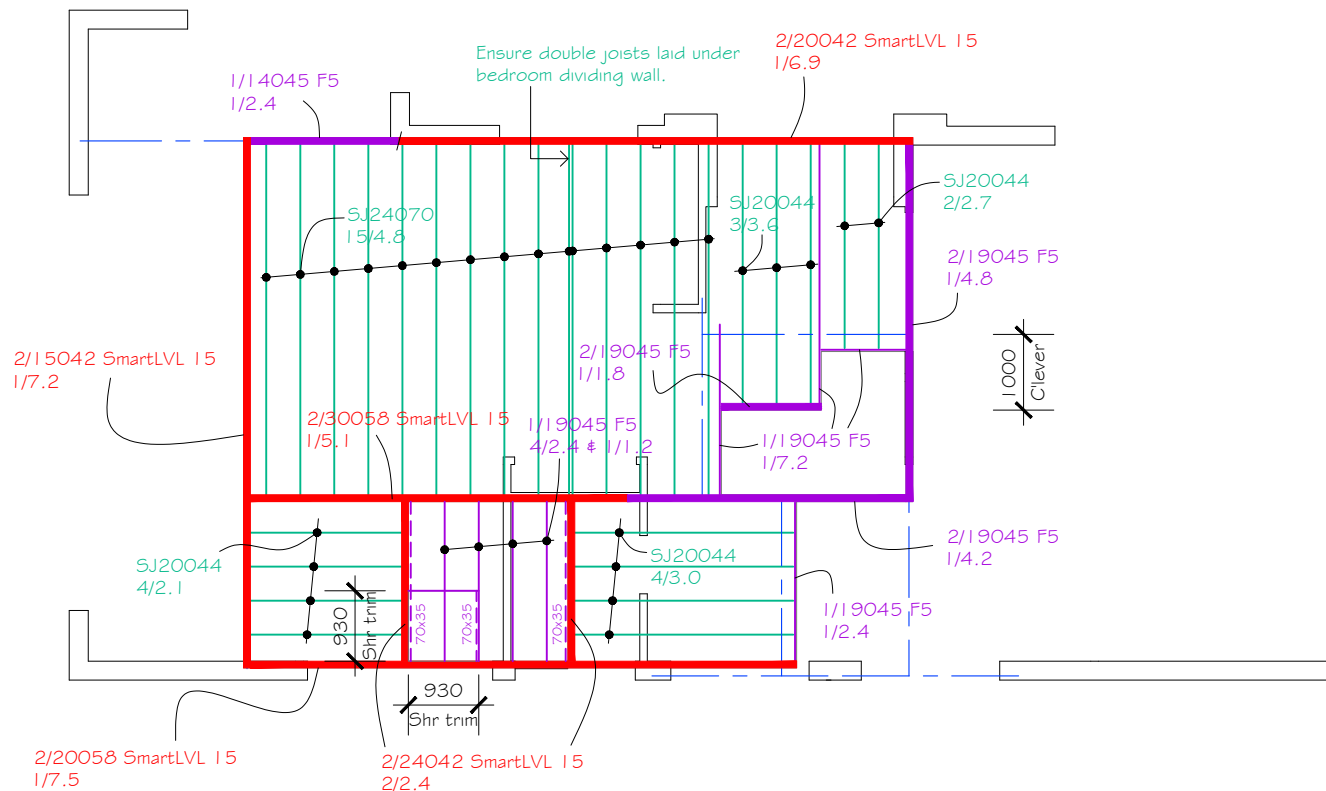 2/20042 SmartLVL 15
1/6.9
Ensure double joists laid under
bedroom dividing wall.
1/14045 F5
1/2.4
SJ20044
2/2.7
SJ20044
3/3.6
SJ24070
15/4.8
2/19045 F5
1/4.8
2/15042 SmartLVL 15
1/7.2
2/19045 F5
1/1.8
1000
C'lever
2/30058 SmartLVL 15
1/5.1
1/19045 F5
4/2.4 & 1/1.2
1/19045 F5
1/7.2
2/19045 F5
1/4.2
SJ20044
4/2.1
SJ20044
4/3.0
930
Shr trim
70x35
70x35
70x35
1/19045 F5
1/2.4
930
Shr trim
2/20058 SmartLVL 15
1/7.5
2/24042 SmartLVL 15
2/2.4